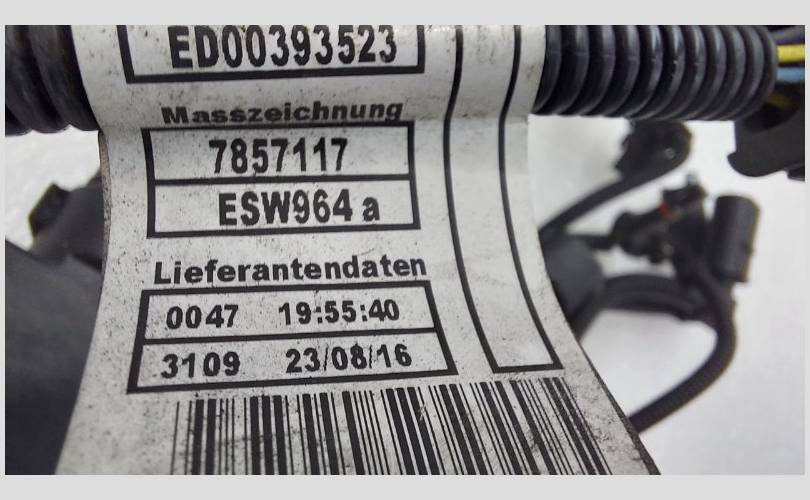 ED00393523
Masszeichnung
7857117
ESW964 a
Lieferantendaten
0047 19:55:40
3109 23/08/16